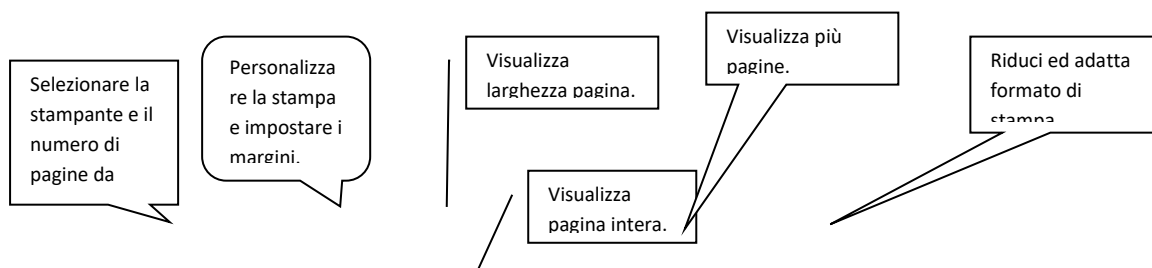 Selezionare la
stampante e il
numero di
pagine da
Personalizza
re la stampa
e impostare i
margini.
Visualizza
larghezza pagina.
Visualizza
pagina intera.
Visualizza più
pagine.
Riduci ed adatta
formato di
stampa